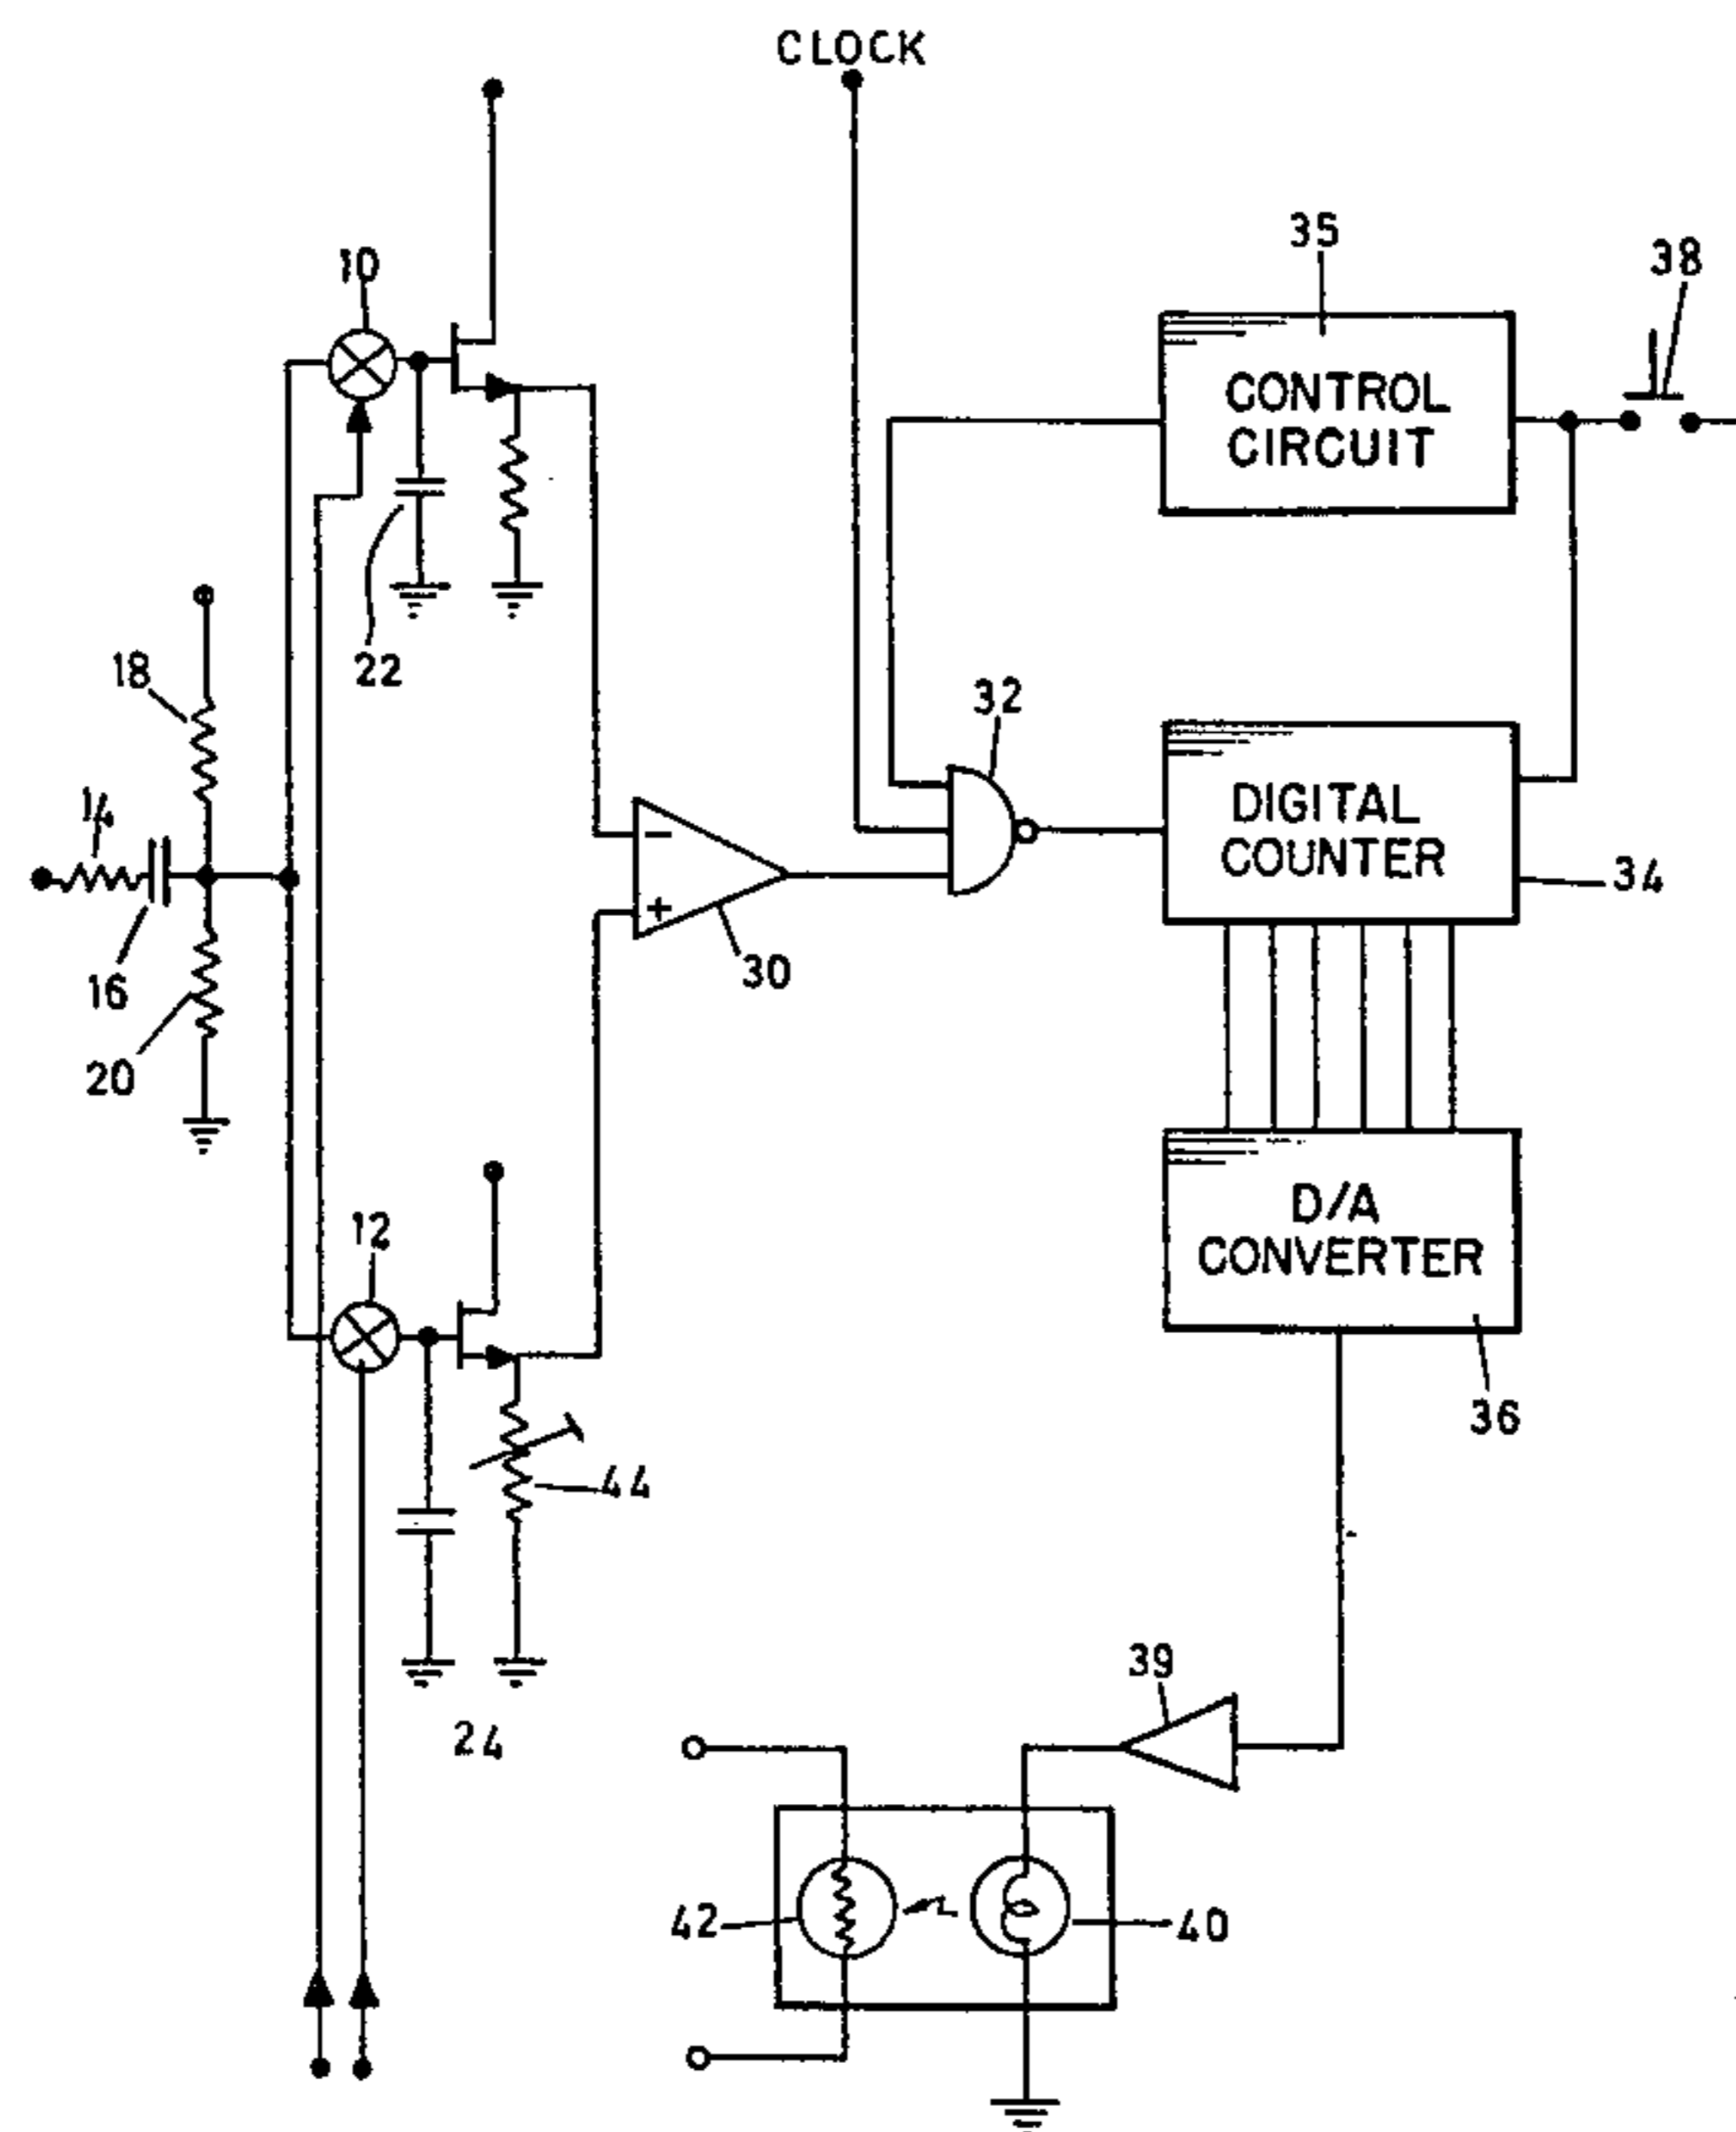 CLOCK
10
35
38
CONTROL
CIRCUIT
18
22
32
14
DIGITAL
COUNTER
34
16
30
20
12
D/A
CONVERTER
36
44
39
24
42
40
−
+